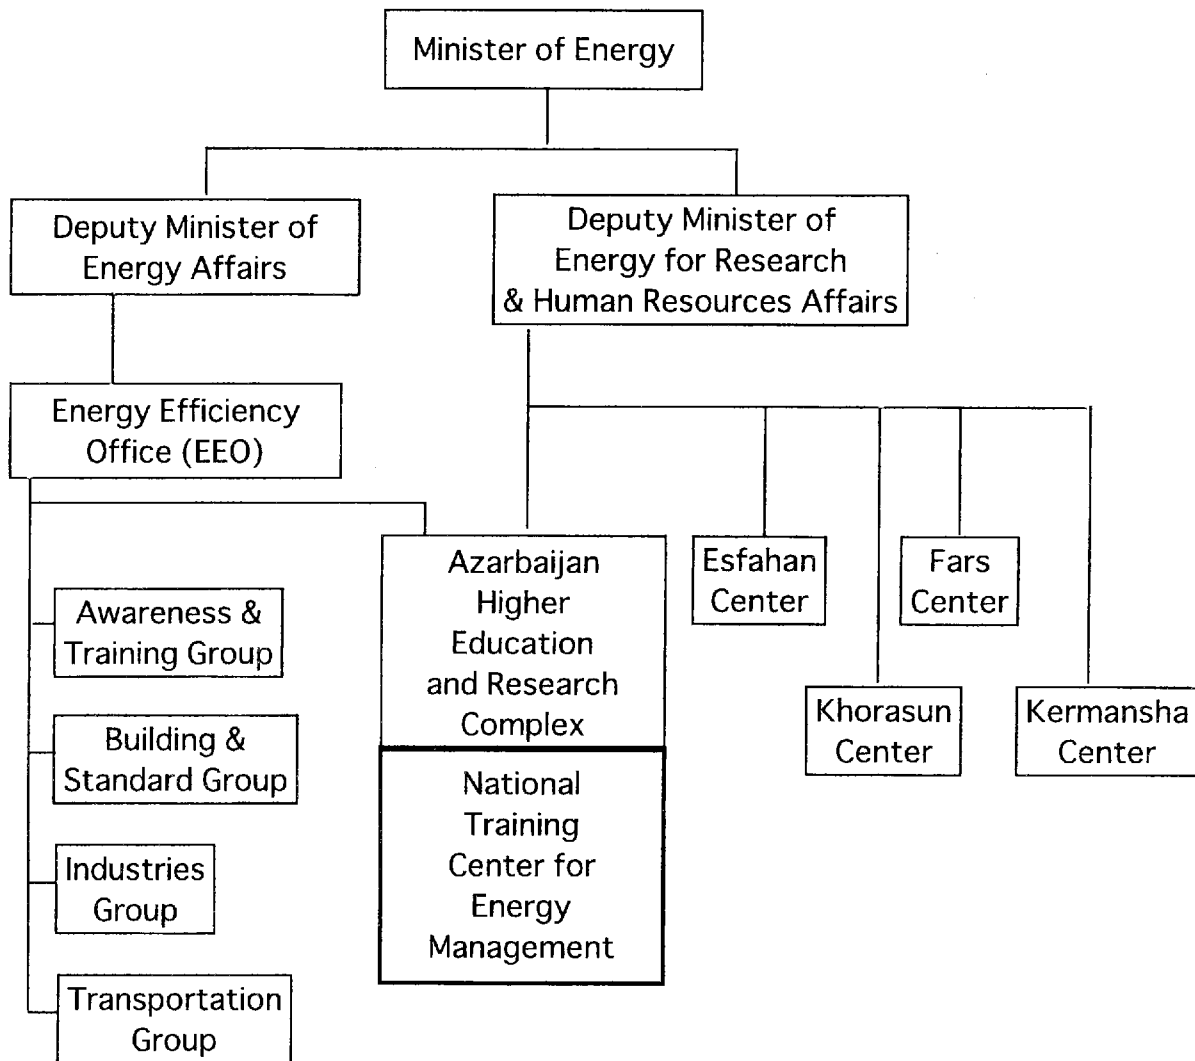 Minister of Energy
Deputy Minister of
Energy Affairs
Deputy Minister of
Energy for Research
& Human Resources Affairs
Energy Efficiency
Office (EEO)
Awareness &
Training Group
Building &
Standard Group
Industries
Group
Transportation
Group
Azarbaijan
Higher
Education
and Research
Complex
National
Training
Center for
Energy
Management
Esfahan
Center
Khorasun
Center
Fars
Center
Kermansha
Center